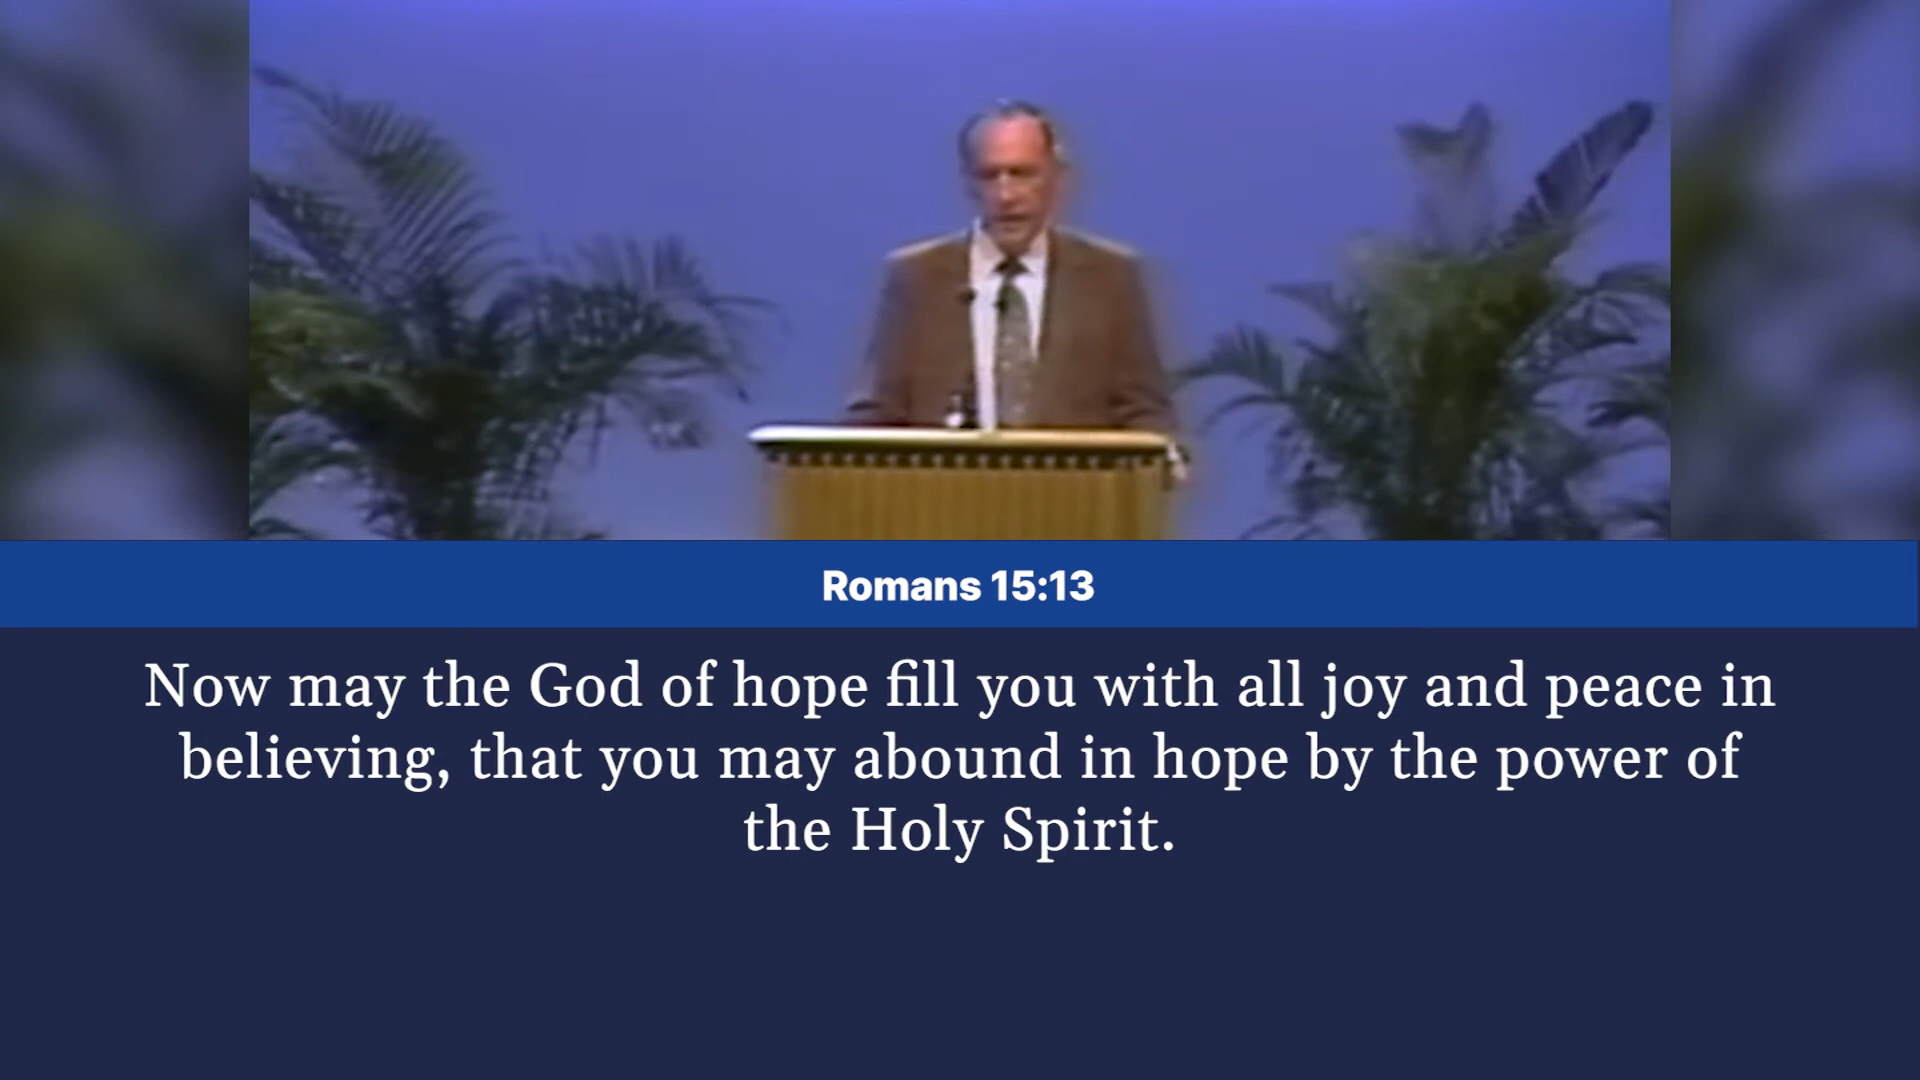 Romans 15:13
Now may the God of hope fill you with all joy and peace in
believing, that you may abound in hope by the power of
the Holy Spirit.